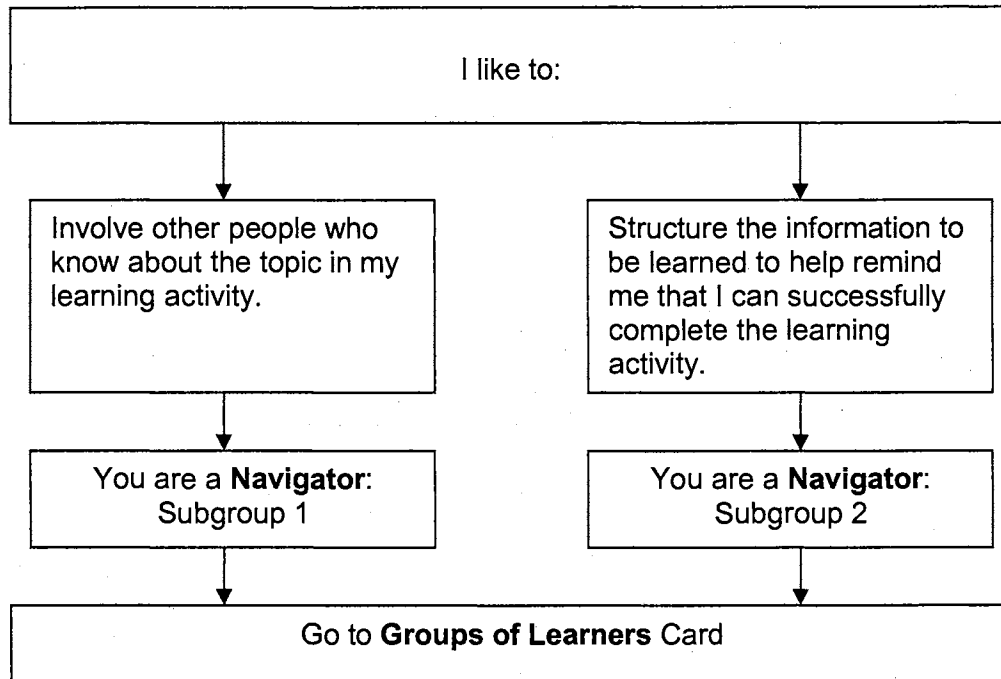 I like to:
Involve other people who
know about the topic in my
learning activity.
Structure the information to
be learned to help remind
me that I can successfully
complete the learning
activity.
You are a Navigator:
Subgroup 1
You are a Navigator:
Subgroup 2
Go to Groups of Learners Card